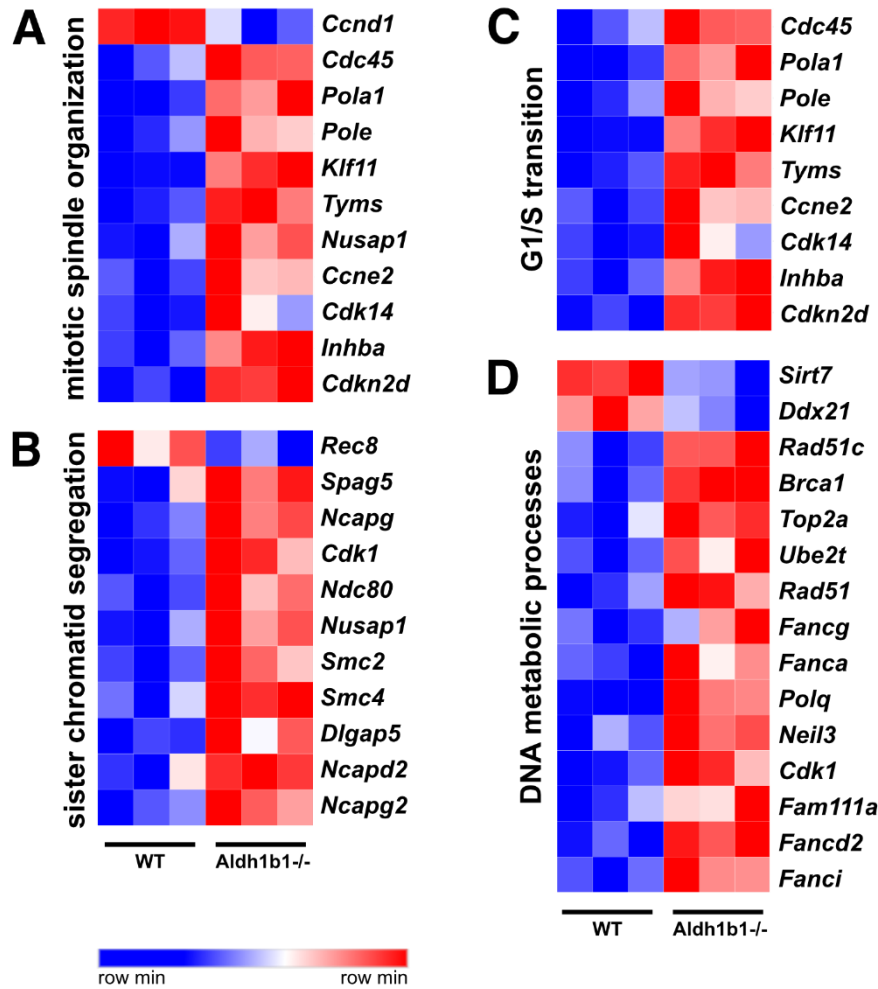 A
mitotic spindle organization
Ccnd1
Cdc45
Pola1
Pole
Klf11
Tyms
Nusap1
Ccne2
Cdk14
Inhba
Cdkn2d
B
sister chromatid segregation
Rec8
Spag5
Ncapg
Cdk1
Ndc80
Nusap1
Smc2
Smc4
Dlgap5
Ncapd2
Ncapg2
WT
Aldh1b1-/-
row min
row min
C
G1/S transition
Cdc45
Pola1
Pole
Klf11
Tyms
Ccne2
Cdk14
Inhba
Cdkn2d
D
DNA metabolic processes
Sirt7
Ddx21
Rad51c
Brca1
Top2a
Ube2t
Rad51
Fancg
Fanca
Polq
Neil3
Cdk1
Fam111a
Fancd2
Fanci
WT
Aldh1b1-/-